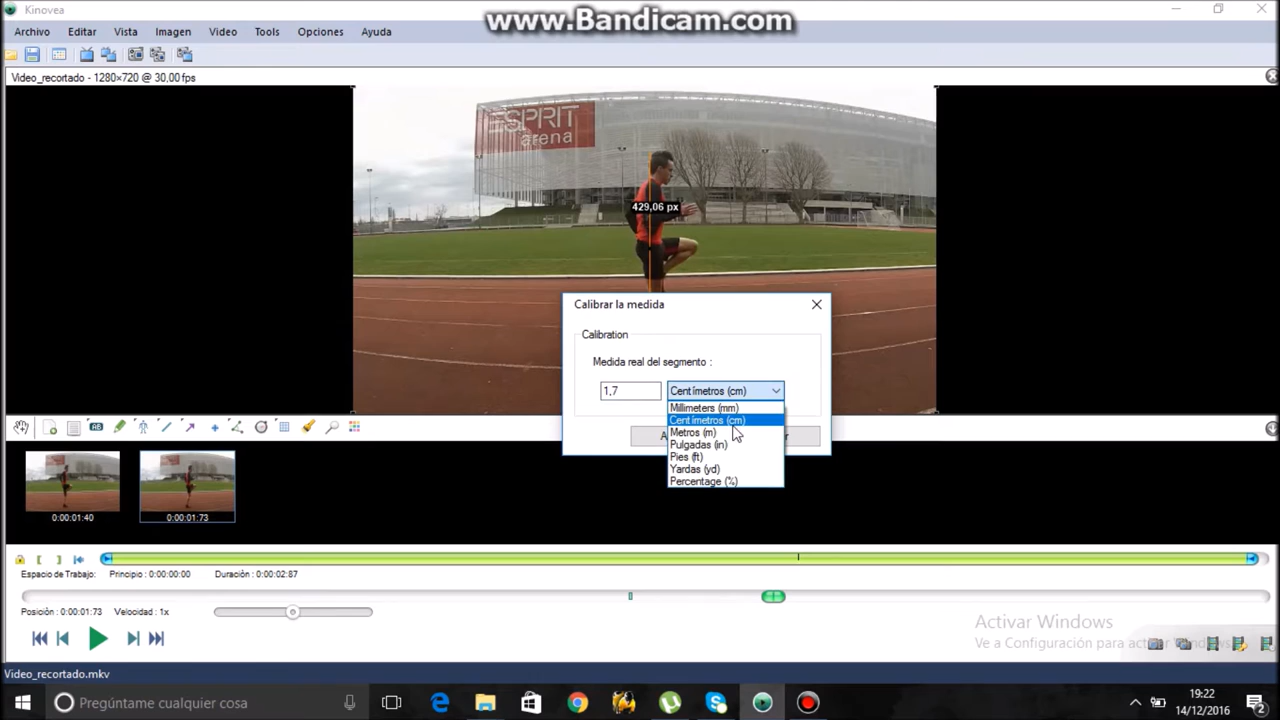 Kinovea
www.Bandicam.com
Archivo Editar Vista Imagen Video Tools Opciones Ayuda
Video_recortado - 1280×720 @ 30,00fps
ESPRIT
arena
429,06 px
Calibrar la medida
Calibration
Medida real del segmento :
1,7 Centímetros (cm)
Millimeters (mm)
Centímetros (cm)
Metros (m)
Pulgadas (in)
Pies (ft)
Yardas (yd)
Percentage (%)
0:00:01:40 0:00:01:73
Espacio de Trabajo: Principio : 0:00:00:00 Duración : 0:00:02:87
Posición : 0:00:01:73 Velocidad : 1x
Activar Windows
Ve a Configuración para activar Windows.
Video_recortado.mkv
Pregúntame cualquier cosa
19:22
14/12/2016
2